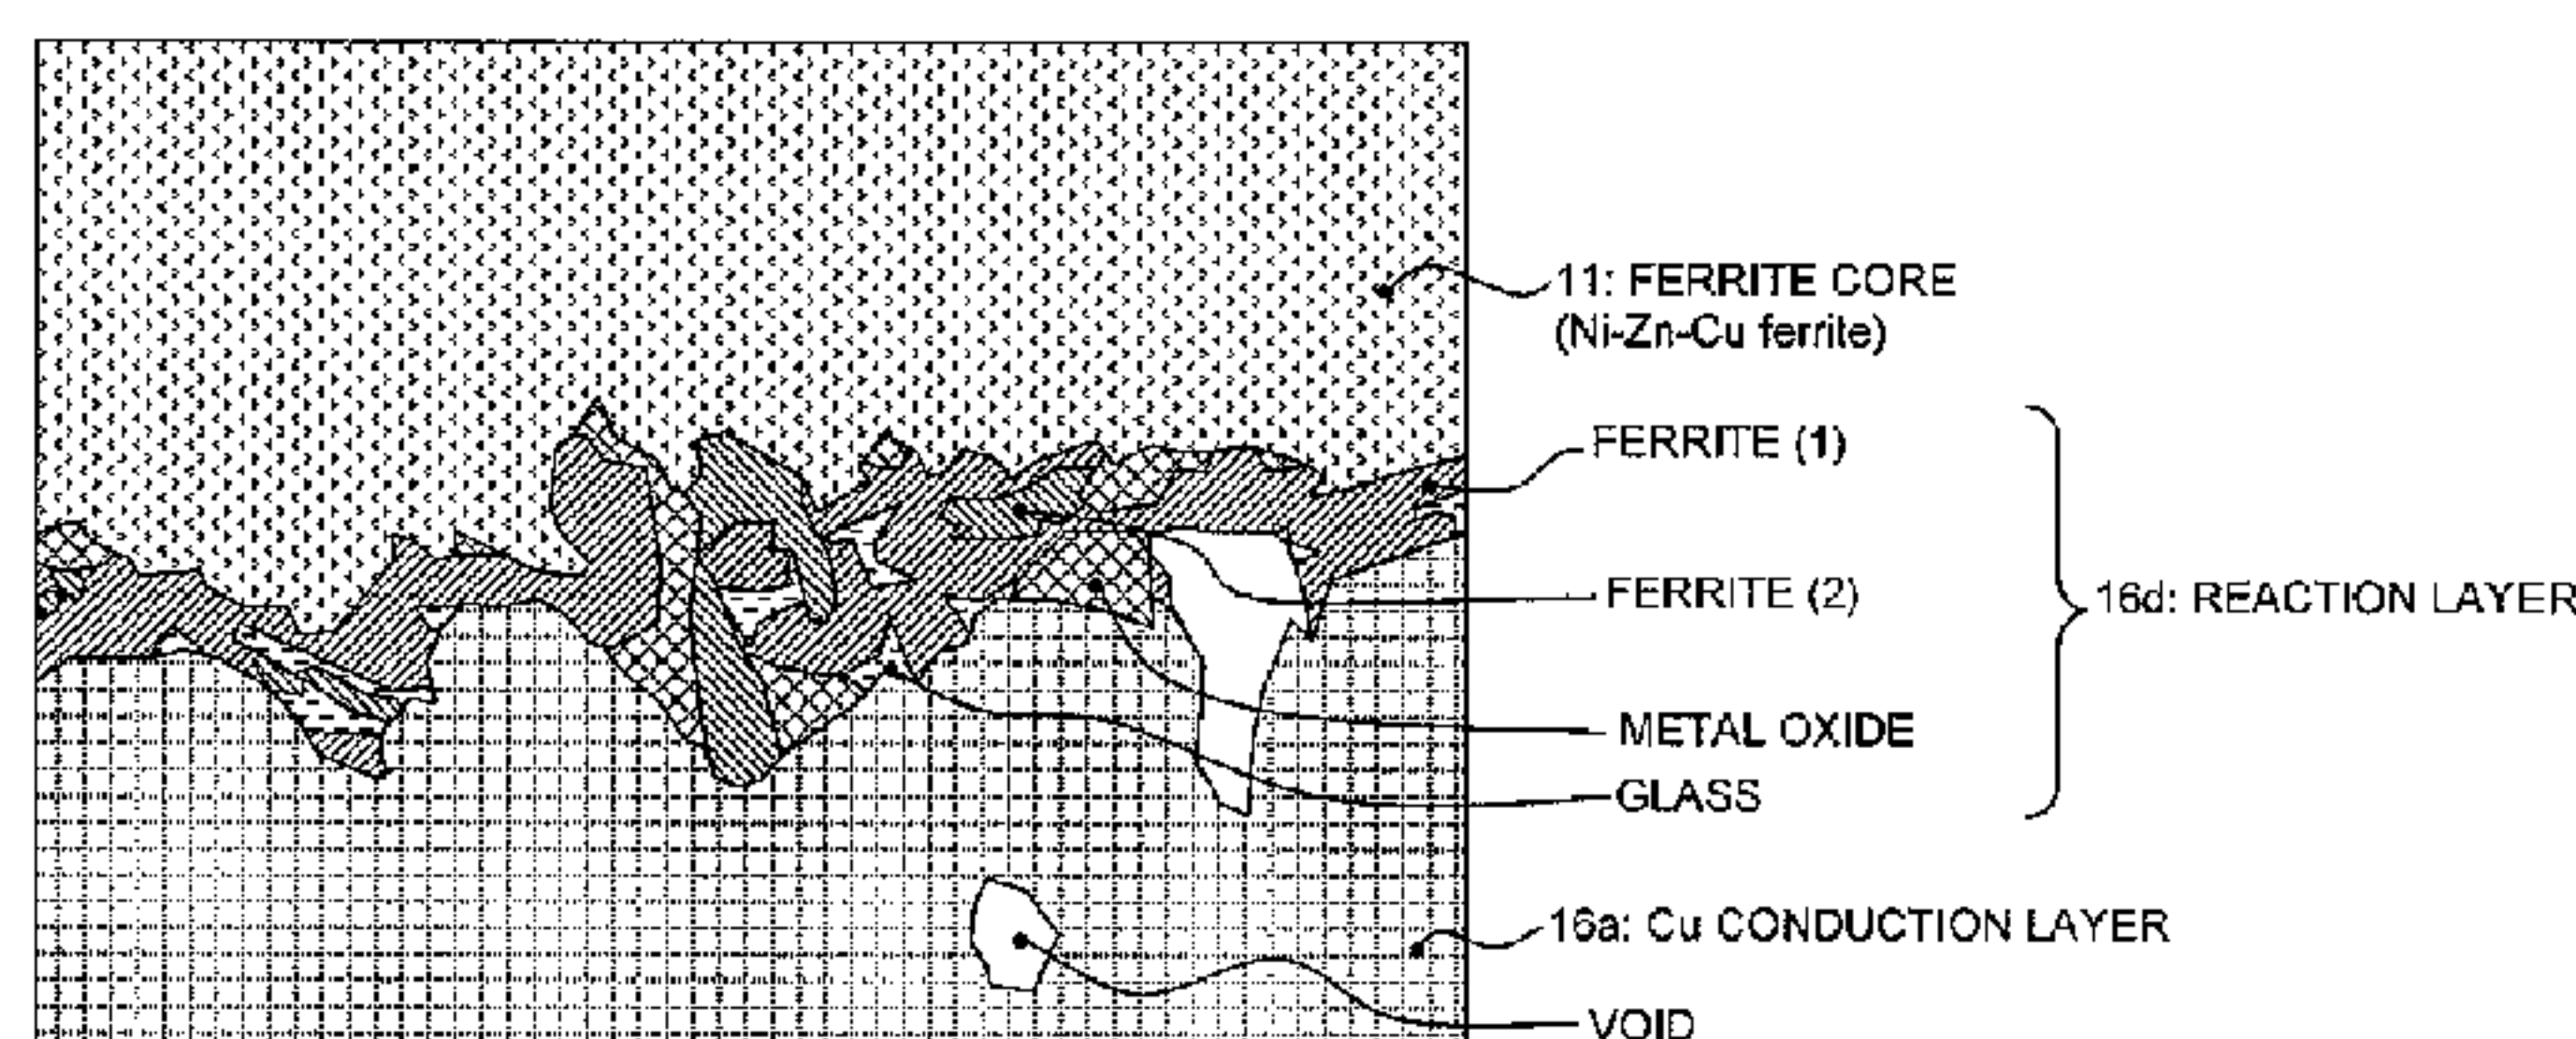 11: FERRITE CORE
(Ni-Zn-Cu ferrite)
FERRITE (1)
FERRITE (2)
16d: REACTION LAYER
METAL OXIDE
GLASS
16a: Cu CONDUCTION LAYER
VOID